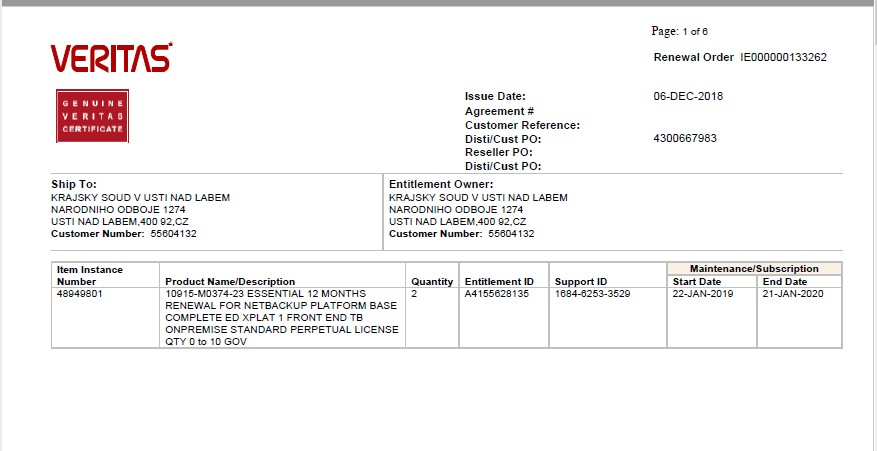 Page: 1 of 6
VERITAS
Renewal Order IE000000133262
GENUINE
VERITAS
CERTIFICATE
Issue Date: 06-DEC-2018
Agreement #
Customer Reference:
Disti/Cust PO: 4300667983
Reseller PO:
Disti/Cust PO:
Ship To:
KRAJSKY SOUD V USTI NAD LABEM
NARODNIHO ODBOJE 1274
USTI NAD LABEM,400 92,CZ
Customer Number: 55604132
Entitlement Owner:
KRAJSKY SOUD V USTI NAD LABEM
NARODNIHO ODBOJE 1274
USTI NAD LABEM,400 92,CZ
Customer Number: 55604132
Item Instance
Number
Product Name/Description
Quantity
Entitlement ID
Support ID
Maintenance/Subscription
Start Date
End Date
48949801
10915-M0374-23 ESSENTIAL 12 MONTHS
RENEWAL FOR NETBACKUP PLATFORM BASE
COMPLETE ED XPLAT 1 FRONT END TB
ONPREMISE STANDARD PERPETUAL LICENSE
QTY 0 to 10 GOV
2
A4155628135
1684-6253-3529
22-JAN-2019
21-JAN-2020